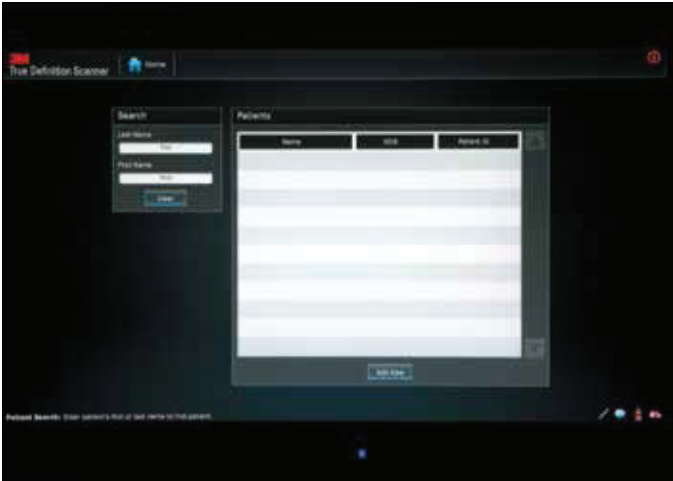 3M
True Definition Scanner
Home
Search
Last Name
First Name
Clear
Patients
Name
DOB
Patient ID
Add New
Patient Search: Enter patient's first or last name to find patient.